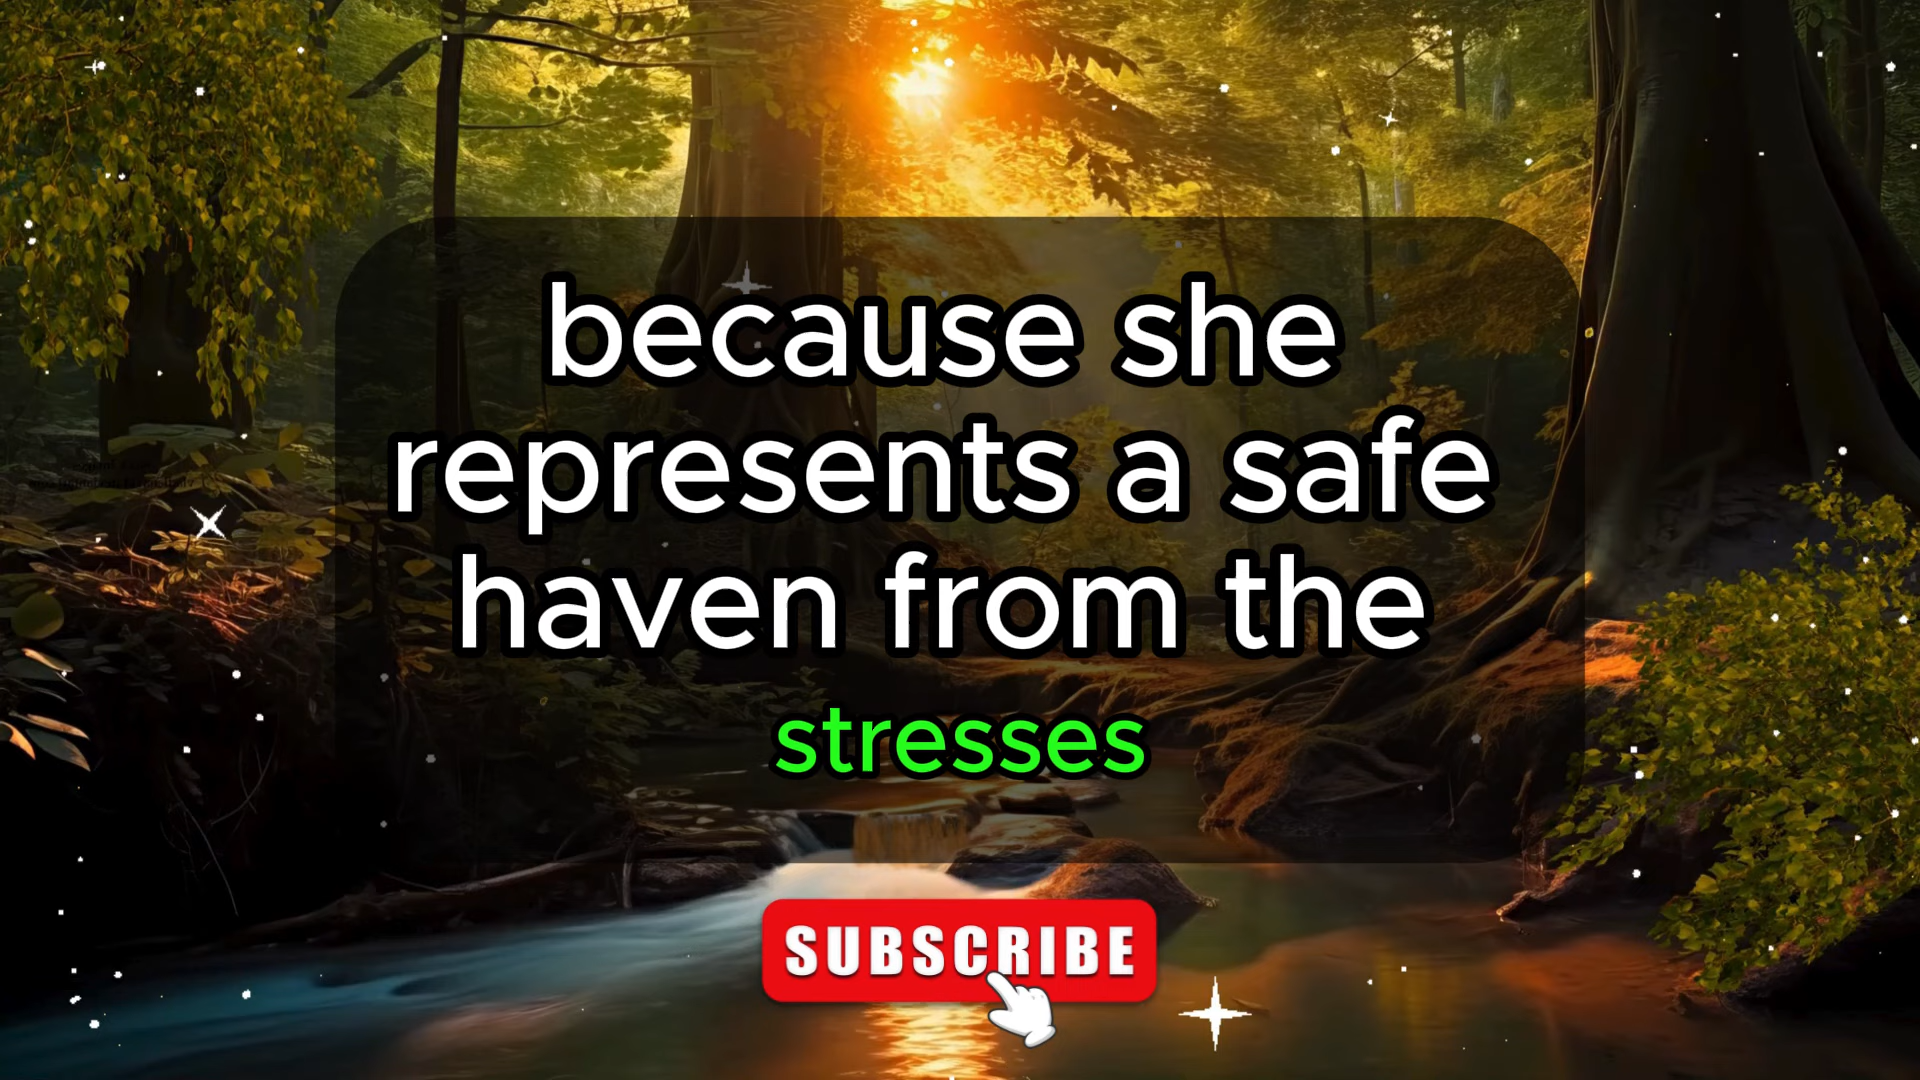 because she
represents a safe
haven from the
stresses
SUBSCRIBE